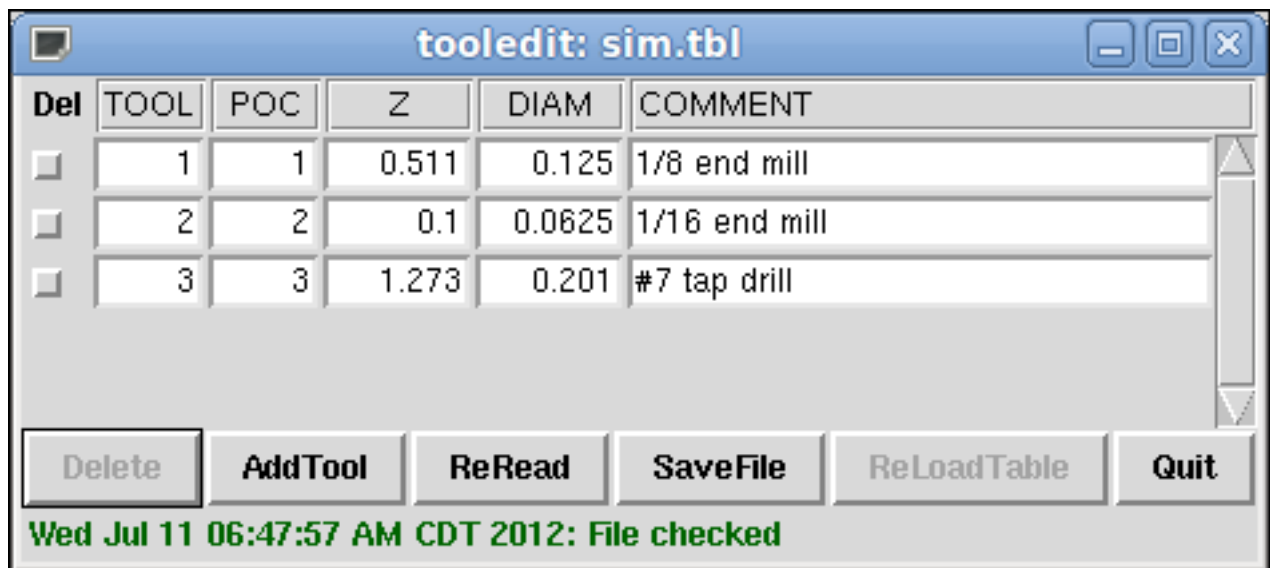 tooledit: sim.tbl
Del TOOL POC Z DIAM COMMENT
1 1 0.511 0.125 1/8 end mill
2 2 0.1 0.0625 1/16 end mill
3 3 1.273 0.201 #7 tap drill
Delete AddTool ReRead SaveFile ReLoadTable Quit
Wed Jul 11 06:47:57 AM CDT 2012: File checked